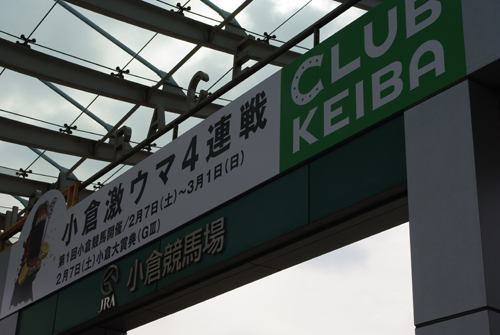 CLUB
KEIBA
小倉激ウマ4連戦
第1回小倉競馬開催/2月7日(土)～3月1日(日)
2月7日(土)小倉大賞典(GⅢ)
JRA 小倉競馬場